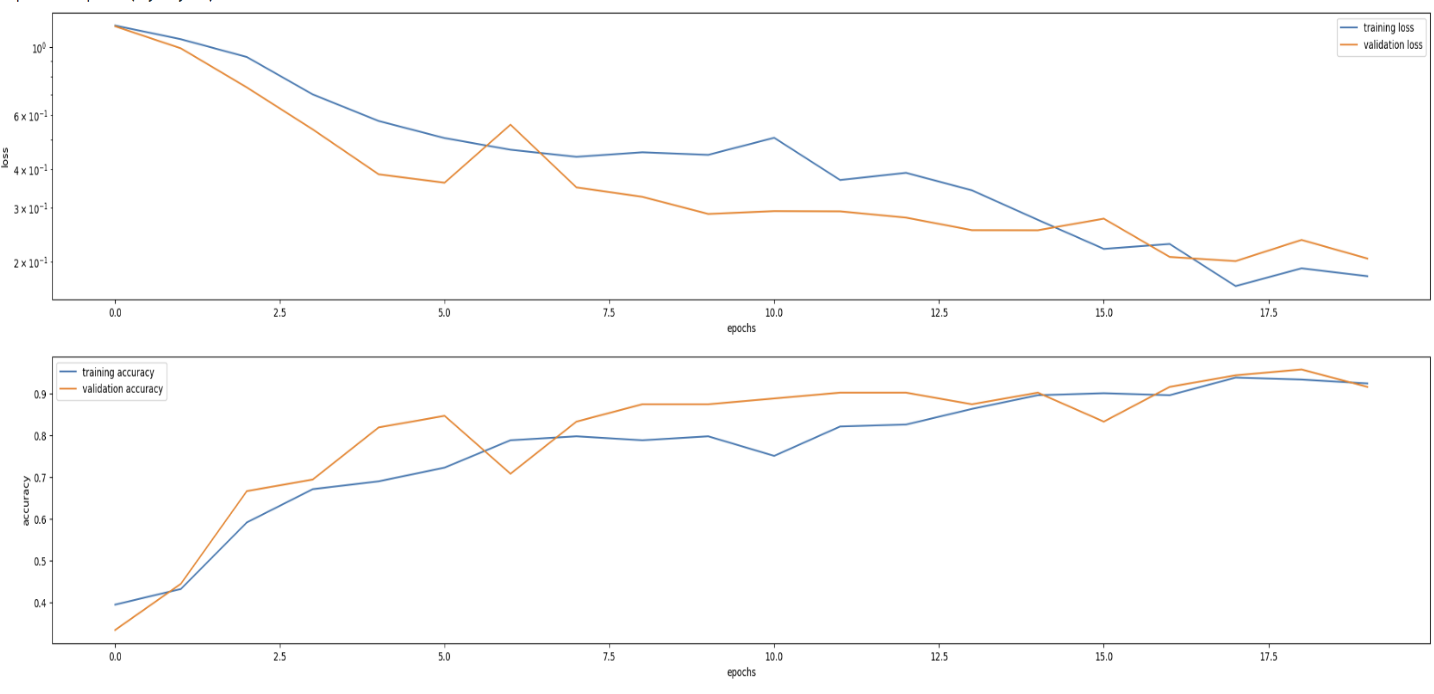 training loss
validation loss
10⁰
6 × 10⁻¹
4 × 10⁻¹
3 × 10⁻¹
2 × 10⁻¹
loss
0.0 2.5 5.0 7.5 10.0 12.5 15.0 17.5
epochs
training accuracy
validation accuracy
0.9
0.8
0.7
0.6
0.5
0.4
accuracy
0.0 2.5 5.0 7.5 10.0 12.5 15.0 17.5
epochs